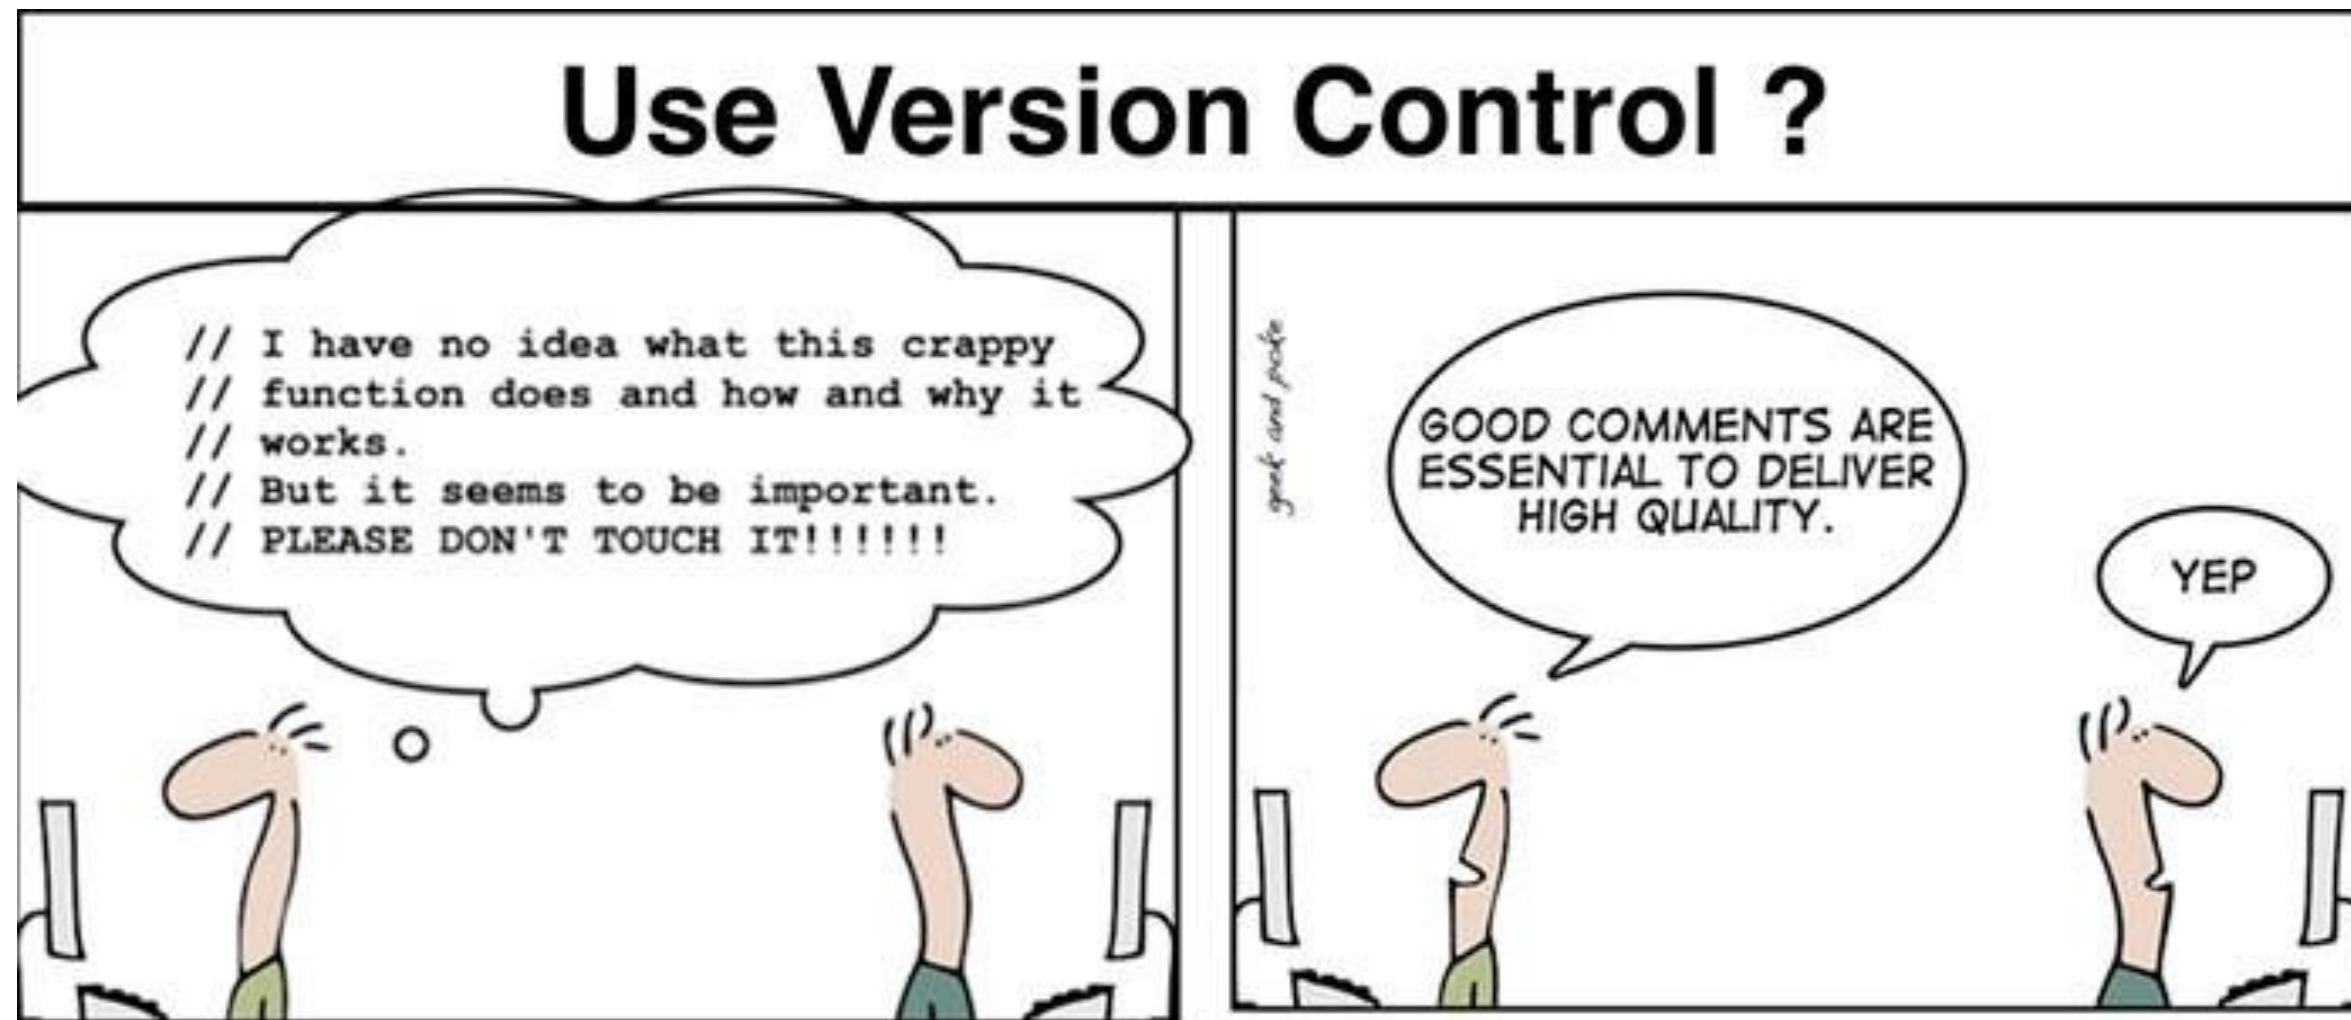 Use Version Control ?
// I have no idea what this crappy
// function does and how and why it
// works.
// But it seems to be important.
// PLEASE DON'T TOUCH IT!!!!!!
geek and poke
GOOD COMMENTS ARE
ESSENTIAL TO DELIVER
HIGH QUALITY.
YEP